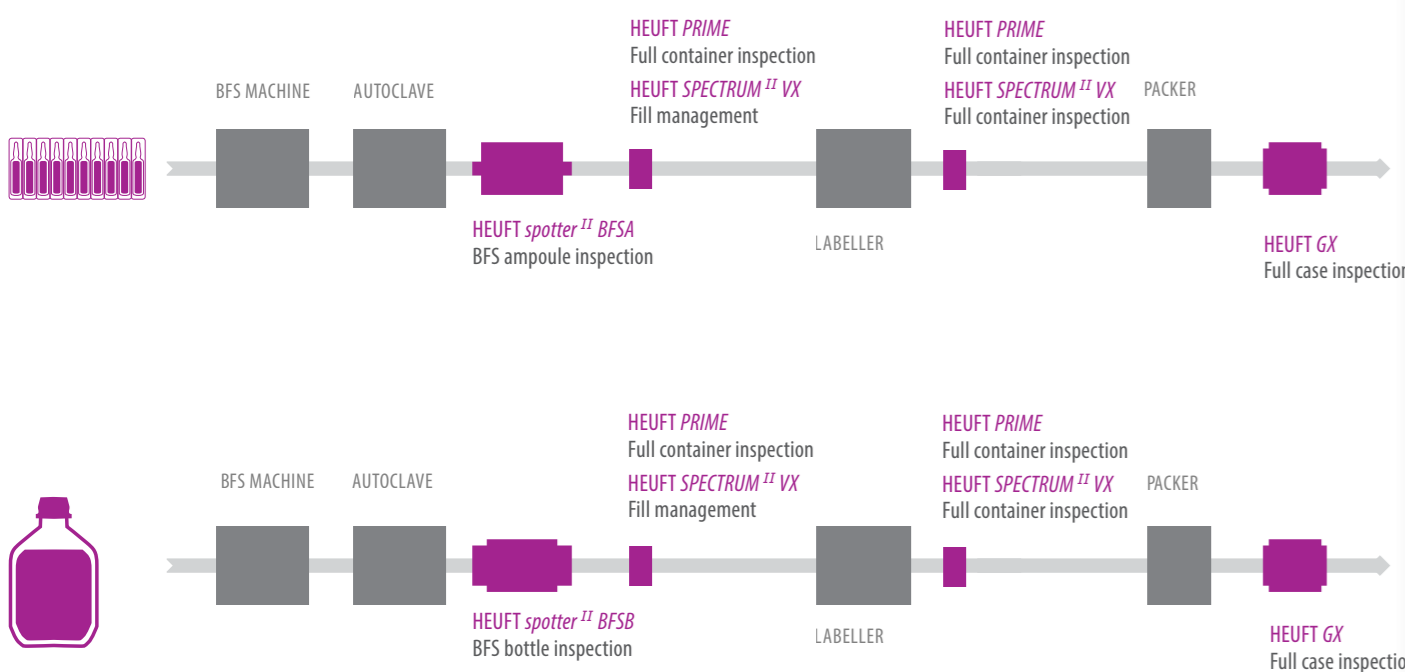 HEUFT PRIME
Full container inspection
HEUFT SPECTRUM II VX
Fill management
HEUFT PRIME
Full container inspection
HEUFT SPECTRUM II VX
Full container inspection
BFS MACHINE
AUTOCLAVE
PACKER
HEUFT spotter II BFSA
BFS ampoule inspection
LABELLER
HEUFT GX
Full case inspection
HEUFT PRIME
Full container inspection
HEUFT SPECTRUM II VX
Fill management
HEUFT PRIME
Full container inspection
HEUFT SPECTRUM II VX
Full container inspection
BFS MACHINE
AUTOCLAVE
PACKER
HEUFT spotter II BFSB
BFS bottle inspection
LABELLER
HEUFT GX
Full case inspectio